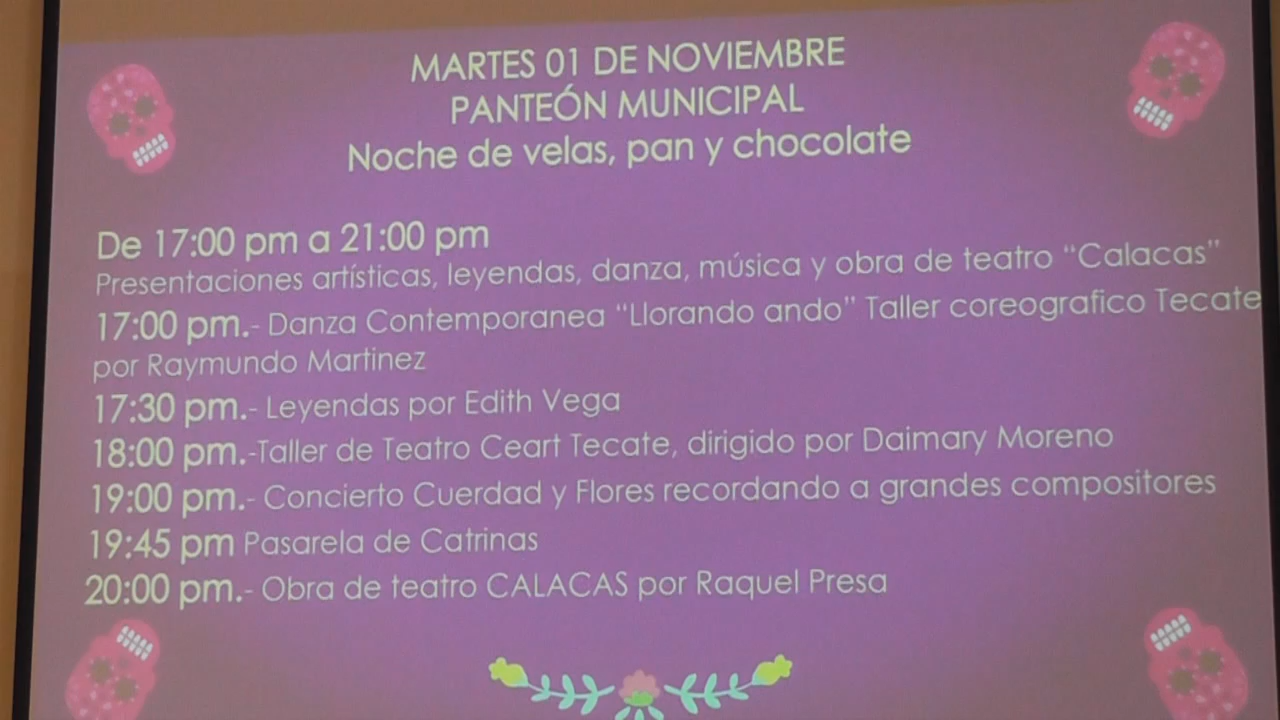 MARTES 01 DE NOVIEMBRE
PANTEÓN MUNICIPAL
Noche de velas, pan y chocolate
De 17:00 pm a 21:00 pm
Presentaciones artísticas, leyendas, danza, música y obra de teatro “Calacas”
17:00 pm.- Danza Contemporanea “Llorando ando” Taller coreografico Tecate
por Raymundo Martinez
17:30 pm.- Leyendas por Edith Vega
18:00 pm.-Taller de Teatro Ceart Tecate, dirigido por Daimary Moreno
19:00 pm.- Concierto Cuerdad y Flores recordando a grandes compositores
19:45 pm Pasarela de Catrinas
20:00 pm.- Obra de teatro CALACAS por Raquel Presa